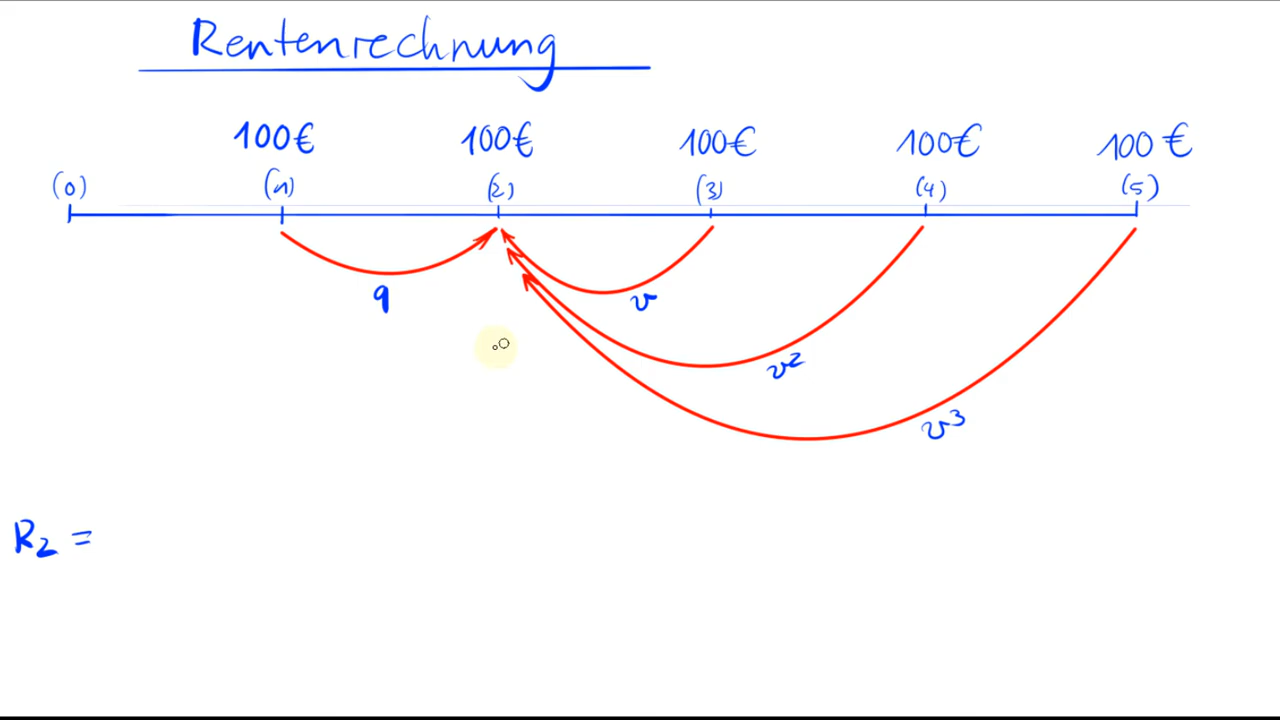 Rentenrechnung
100€ 100€ 100€ 100€ 100€
(0) (1) (2) (3) (4) (5)
q v
v²
v³
R₂ =